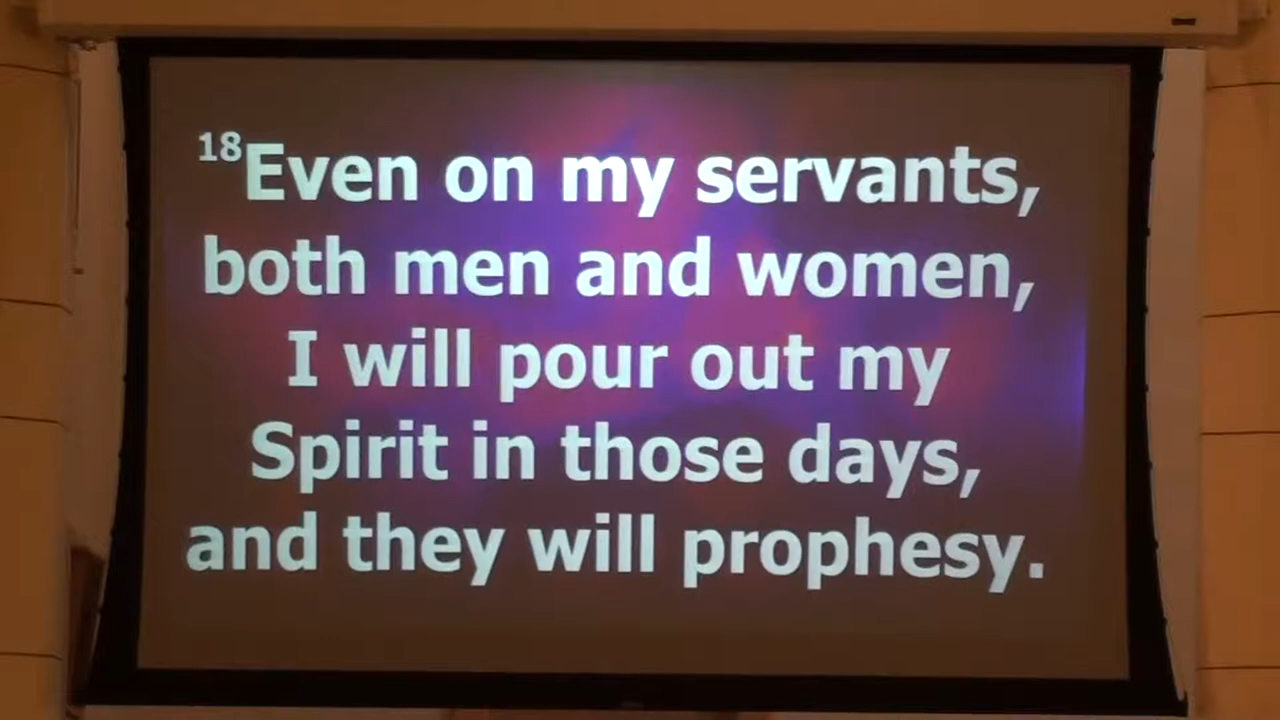 18Even on my servants,
both men and women,
I will pour out my
Spirit in those days,
and they will prophesy.